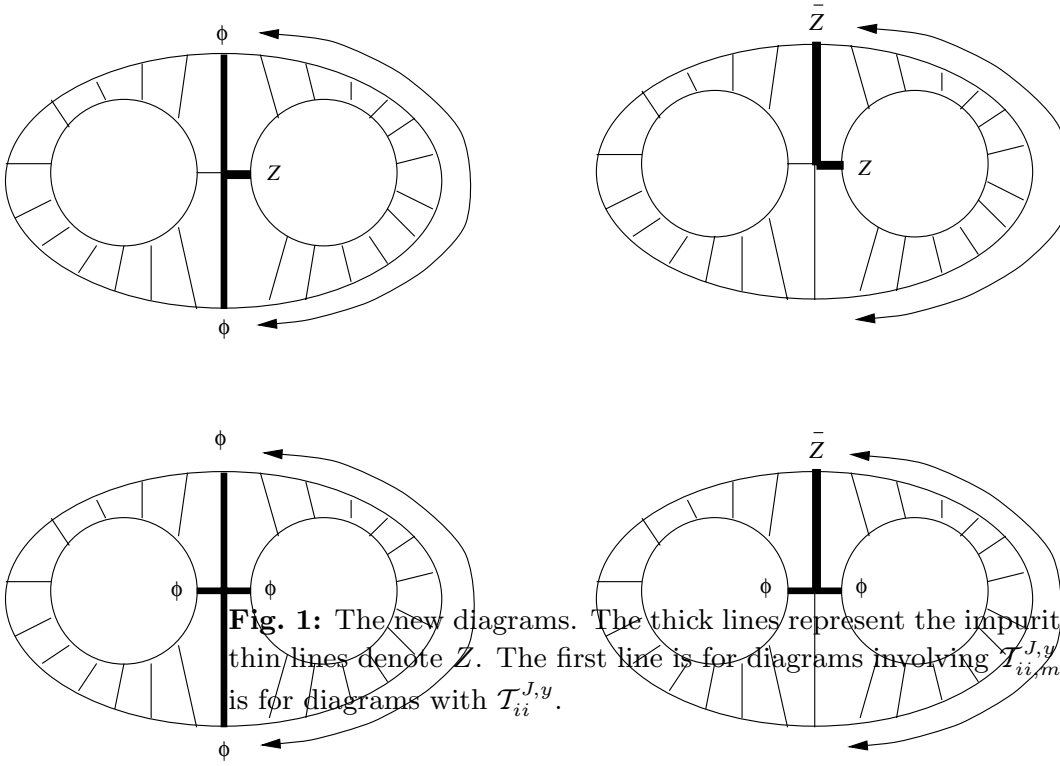 ϕ
Z̄
Z
Z
ϕ
ϕ
Z̄
ϕ
ϕ
ϕ
ϕ
Fig. 1: The new diagrams. The thick lines represent the impurit
thin lines denote Z. The first line is for diagrams involving 𝒯^{J,y}_{ii,m}
is for diagrams with 𝒯^{J,y}_{ii}.
ϕ